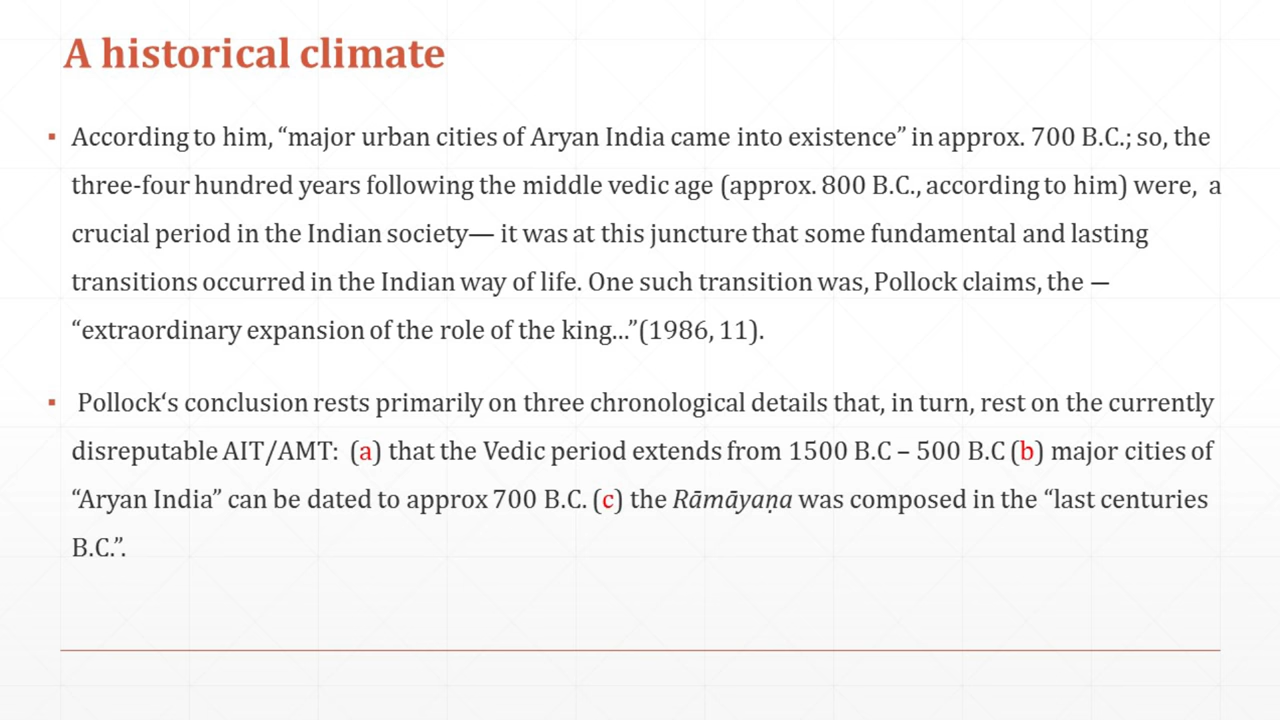 A historical climate
▪ According to him, “major urban cities of Aryan India came into existence” in approx. 700 B.C.; so, the
three-four hundred years following the middle vedic age (approx. 800 B.C., according to him) were, a
crucial period in the Indian society— it was at this juncture that some fundamental and lasting
transitions occurred in the Indian way of life. One such transition was, Pollock claims, the —
“extraordinary expansion of the role of the king...”(1986, 11).
▪ Pollock‘s conclusion rests primarily on three chronological details that, in turn, rest on the currently
disreputable AIT/AMT: (a) that the Vedic period extends from 1500 B.C – 500 B.C (b) major cities of
“Aryan India” can be dated to approx 700 B.C. (c) the Rāmāyaṇa was composed in the “last centuries
B.C.”.